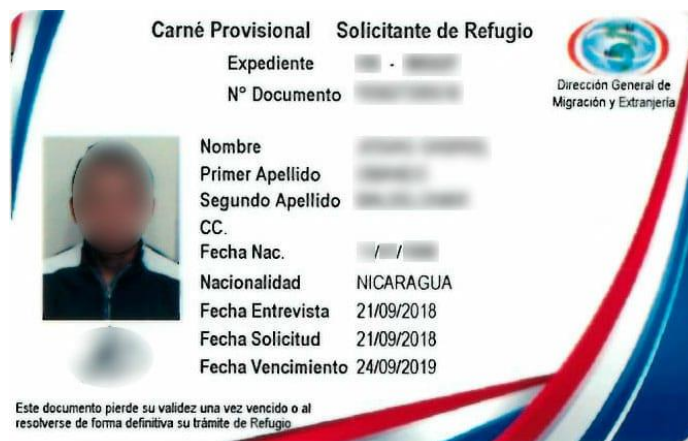 Carné Provisional Solicitante de Refugio
Expediente -
N° Documento
Dirección General de
Migración y Extranjería
Nombre
Primer Apellido
Segundo Apellido
CC.
Fecha Nac. / /
Nacionalidad NICARAGUA
Fecha Entrevista 21/09/2018
Fecha Solicitud 21/09/2018
Fecha Vencimiento 24/09/2019
Este documento pierde su validez una vez vencido o al
resolverse de forma definitiva su trámite de Refugio